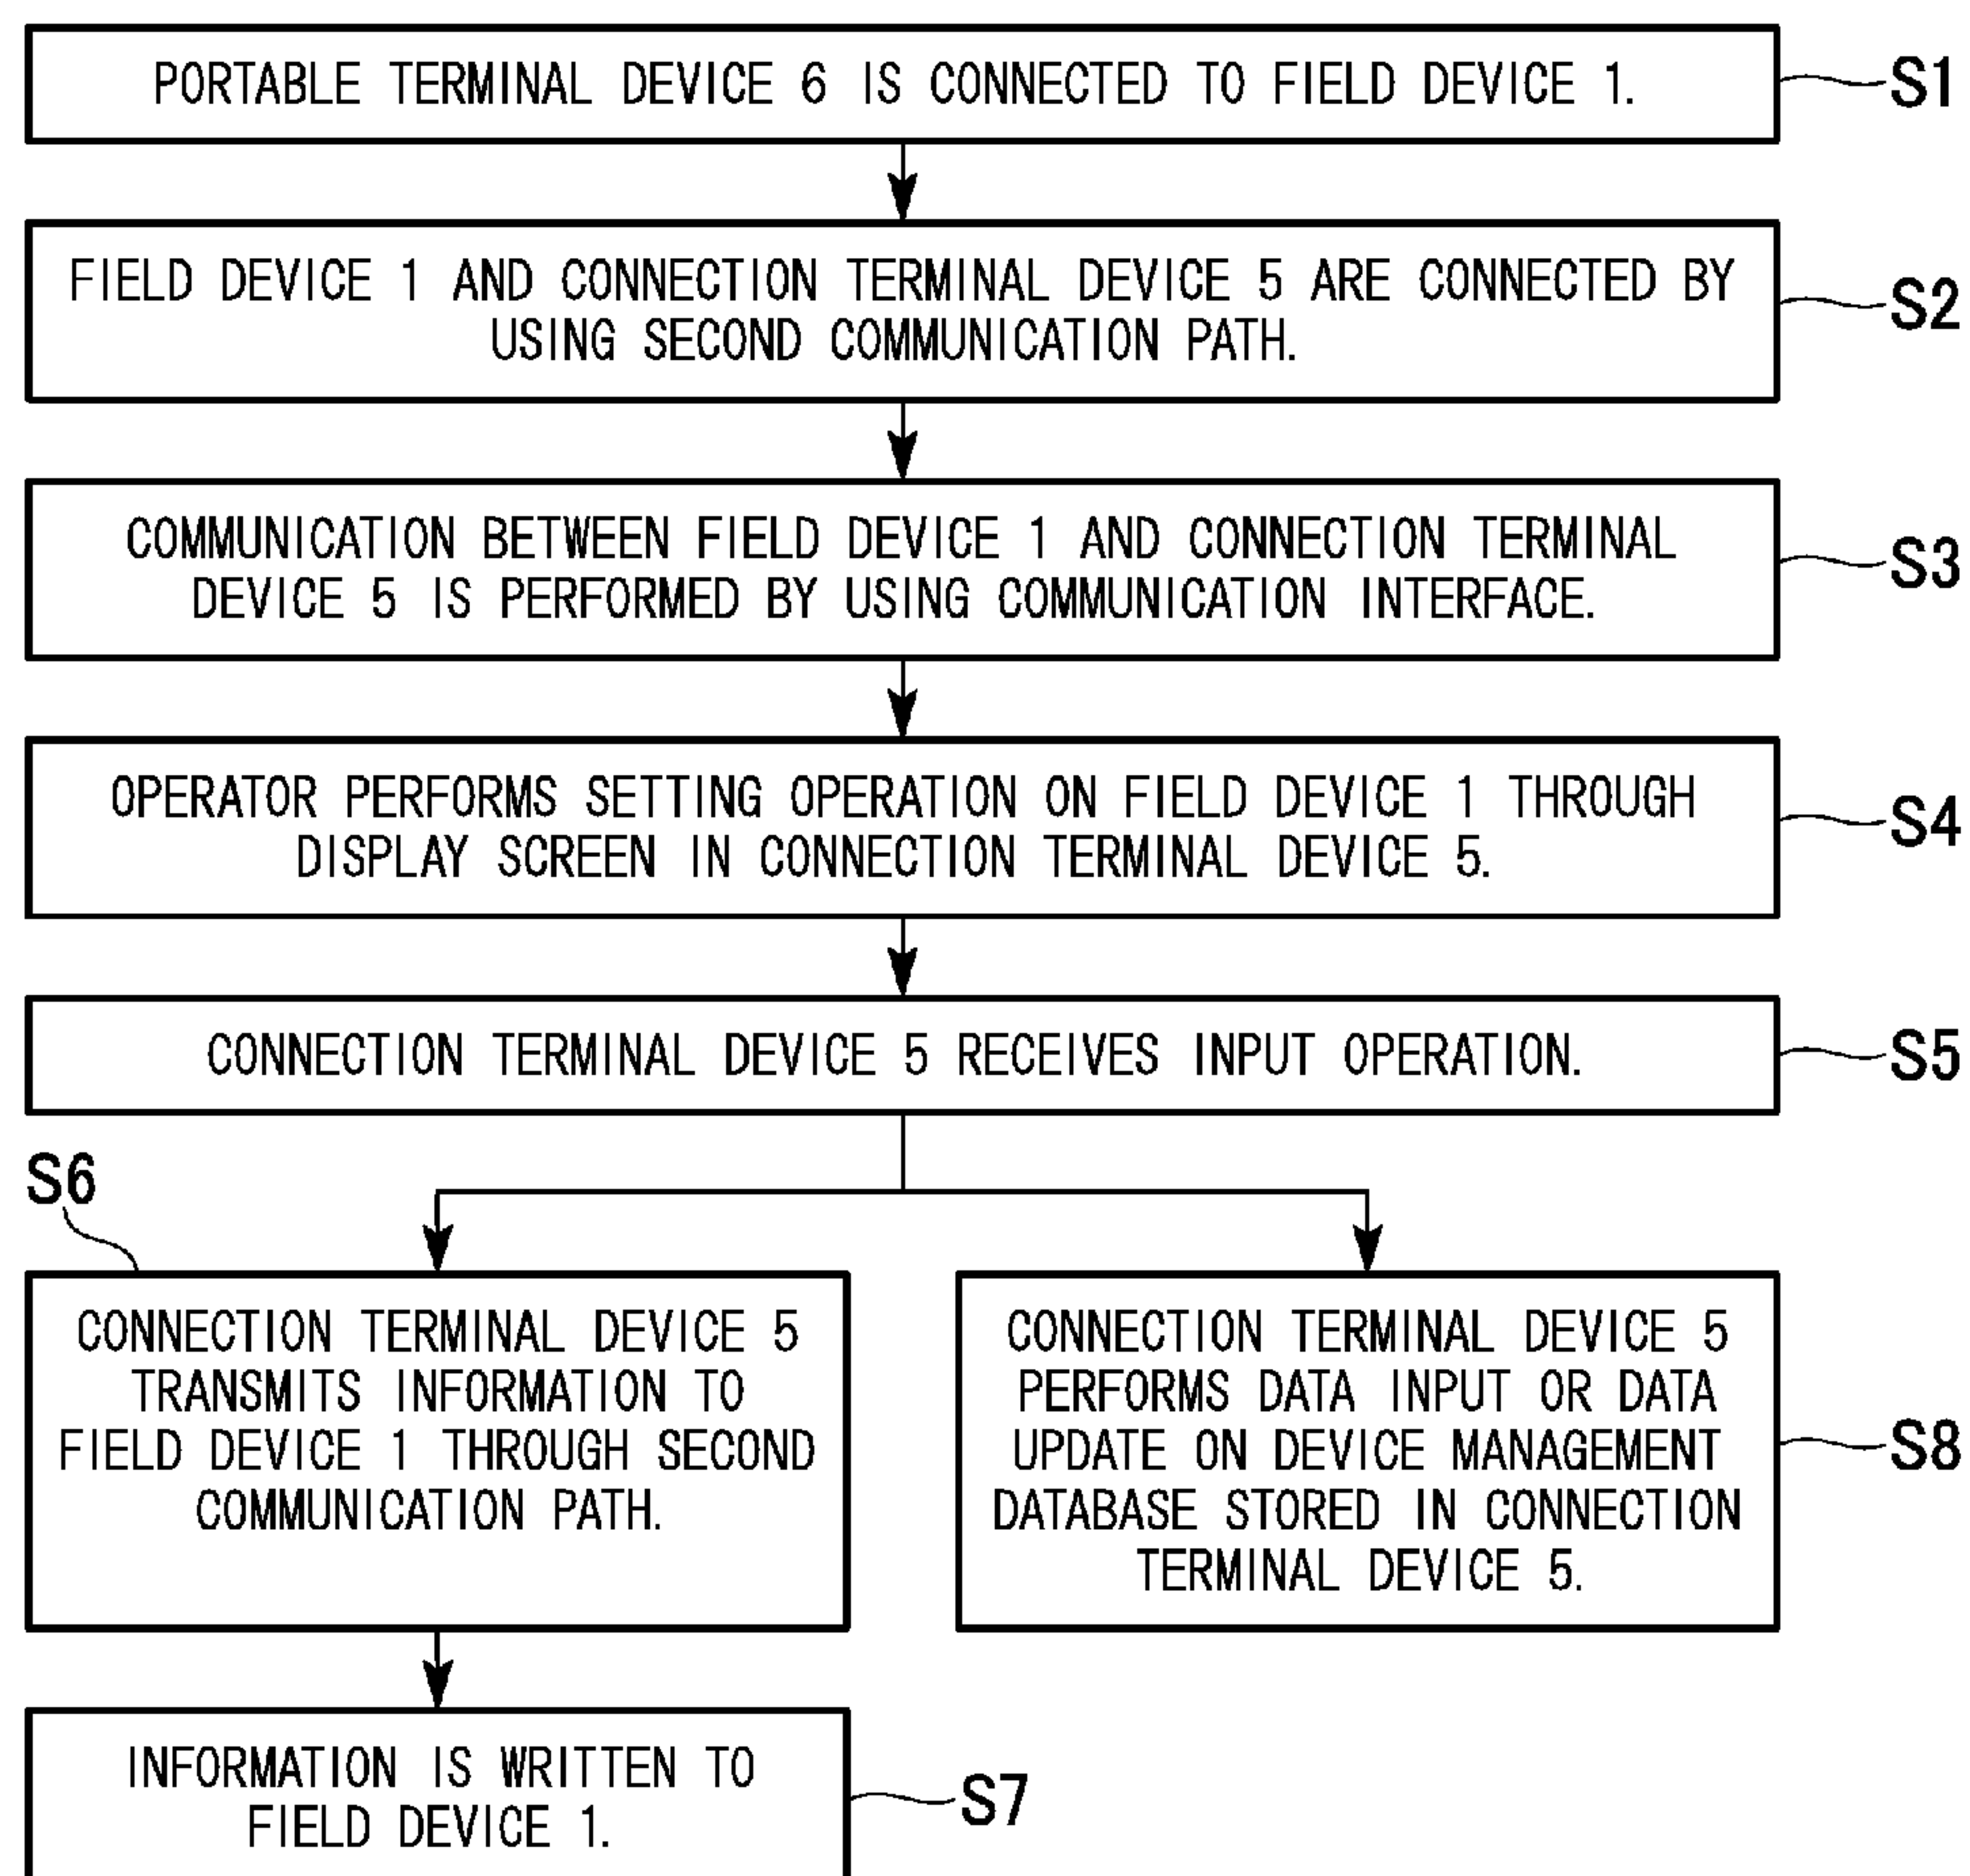 PORTABLE TERMINAL DEVICE 6 IS CONNECTED TO FIELD DEVICE 1.
S1
FIELD DEVICE 1 AND CONNECTION TERMINAL DEVICE 5 ARE CONNECTED BY
USING SECOND COMMUNICATION PATH.
S2
COMMUNICATION BETWEEN FIELD DEVICE 1 AND CONNECTION TERMINAL
DEVICE 5 IS PERFORMED BY USING COMMUNICATION INTERFACE.
S3
OPERATOR PERFORMS SETTING OPERATION ON FIELD DEVICE 1 THROUGH
DISPLAY SCREEN IN CONNECTION TERMINAL DEVICE 5.
S4
CONNECTION TERMINAL DEVICE 5 RECEIVES INPUT OPERATION.
S5
S6
CONNECTION TERMINAL DEVICE 5
TRANSMITS INFORMATION TO
FIELD DEVICE 1 THROUGH SECOND
COMMUNICATION PATH.
CONNECTION TERMINAL DEVICE 5
PERFORMS DATA INPUT OR DATA
UPDATE ON DEVICE MANAGEMENT
DATABASE STORED IN CONNECTION
TERMINAL DEVICE 5.
S8
INFORMATION IS WRITTEN TO
FIELD DEVICE 1.
S7